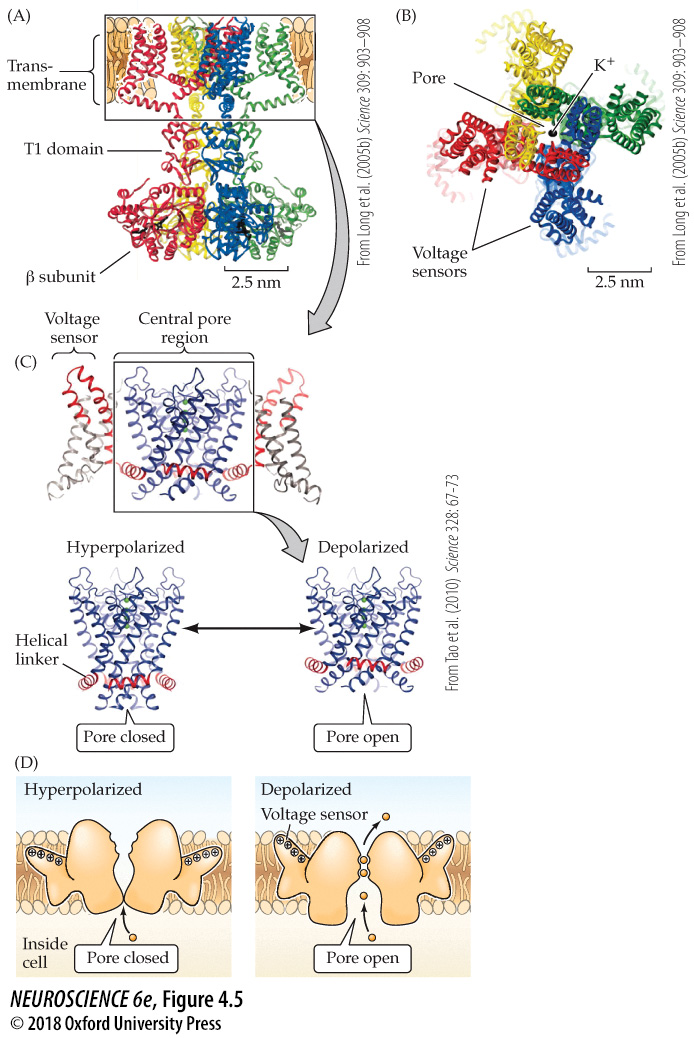 (A)
Trans-
membrane
T1 domain
β subunit
2.5 nm
From Long et al. (2005b) Science 309: 903–908
(B)
K+
Pore
Voltage
sensors
2.5 nm
From Long et al. (2005b) Science 309: 903–908
(C)
Voltage
sensor
Central pore
region
Hyperpolarized
Depolarized
Helical
linker
Pore closed
Pore open
From Tao et al. (2010) Science 328: 67–73
(D)
Hyperpolarized
Inside
cell
Pore closed
Depolarized
Voltage sensor
Pore open
NEUROSCIENCE 6e, Figure 4.5
© 2018 Oxford University Press